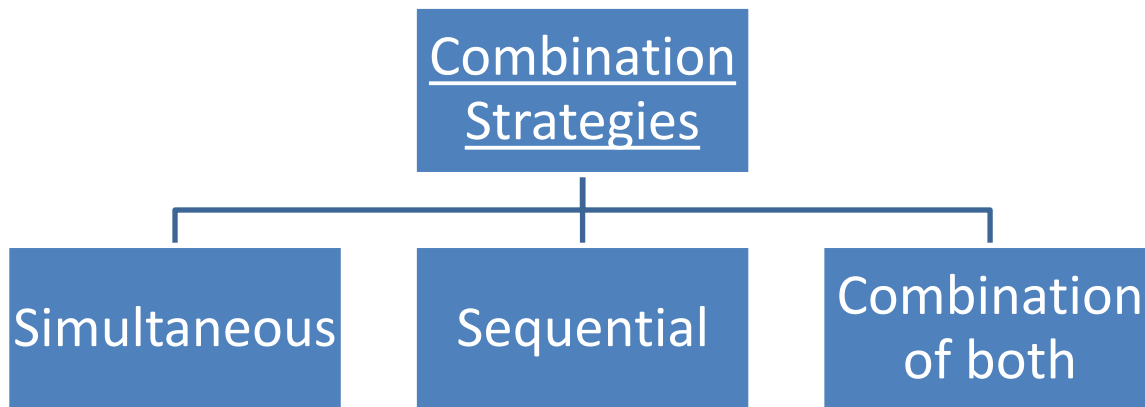 Combination
Strategies
Simultaneous
Sequential
Combination
of both